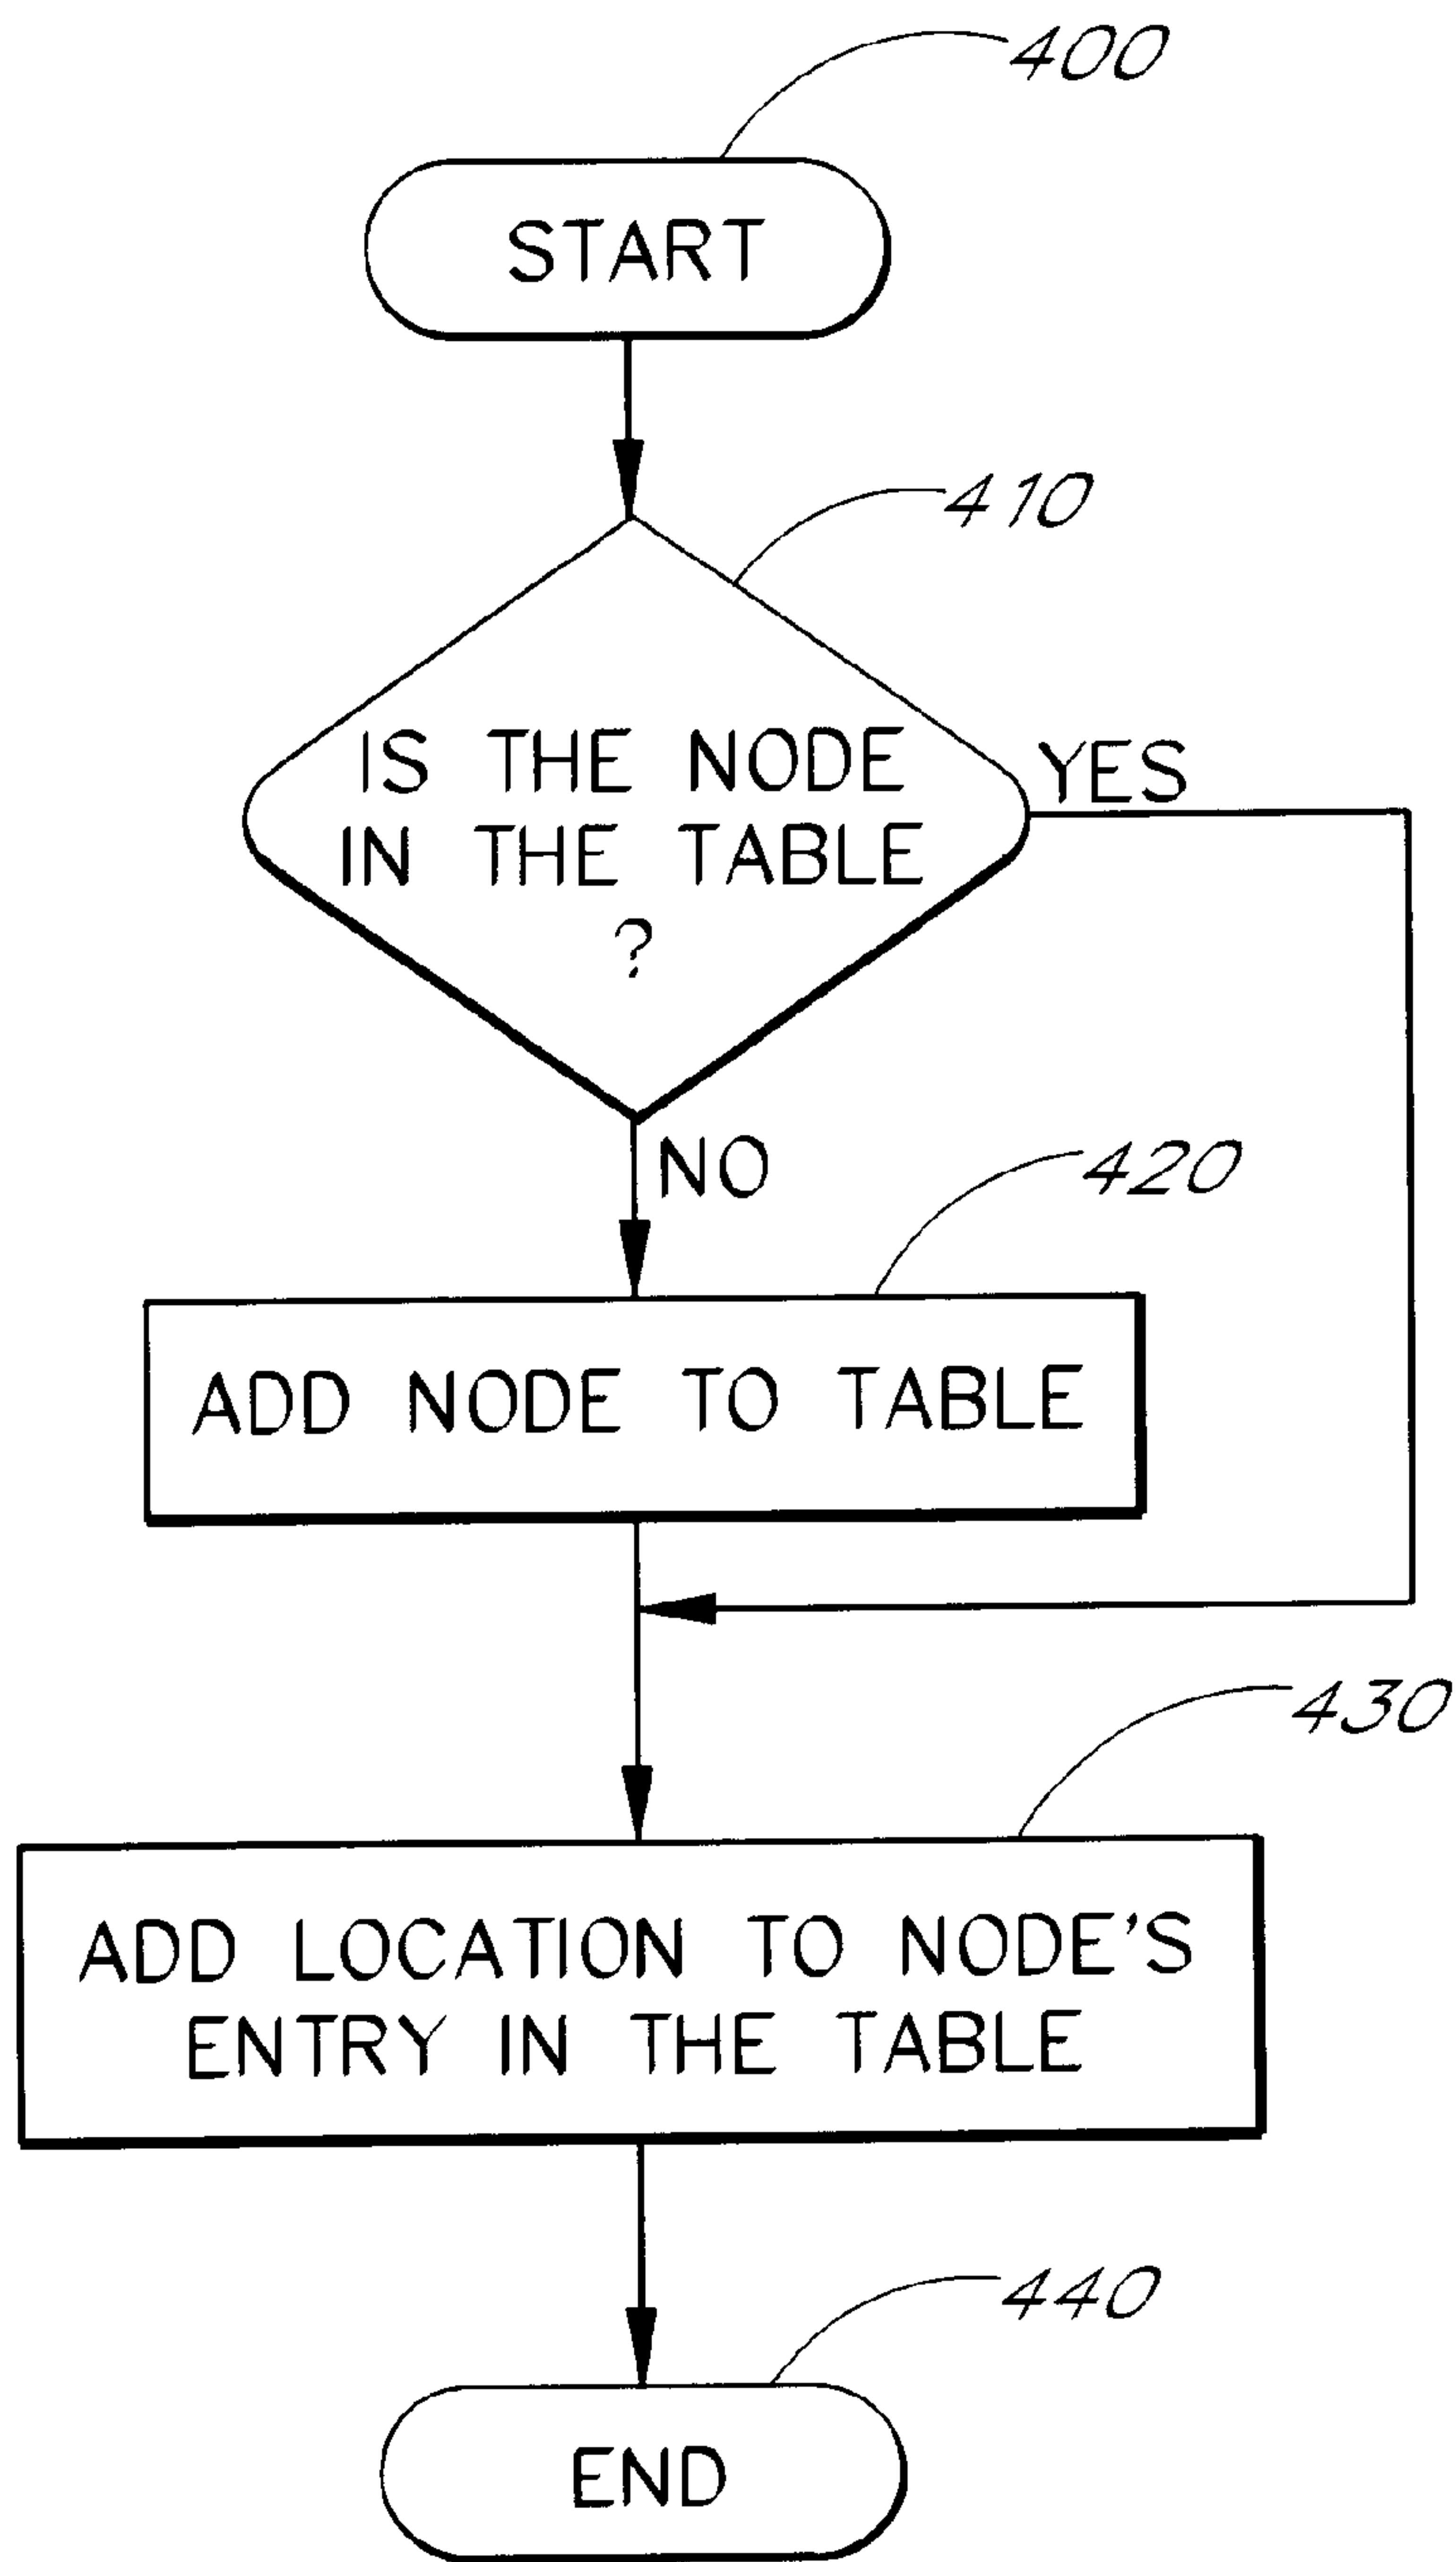 400
START
410
IS THE NODE
IN THE TABLE
?
YES
NO
420
ADD NODE TO TABLE
430
ADD LOCATION TO NODE'S
ENTRY IN THE TABLE
440
END